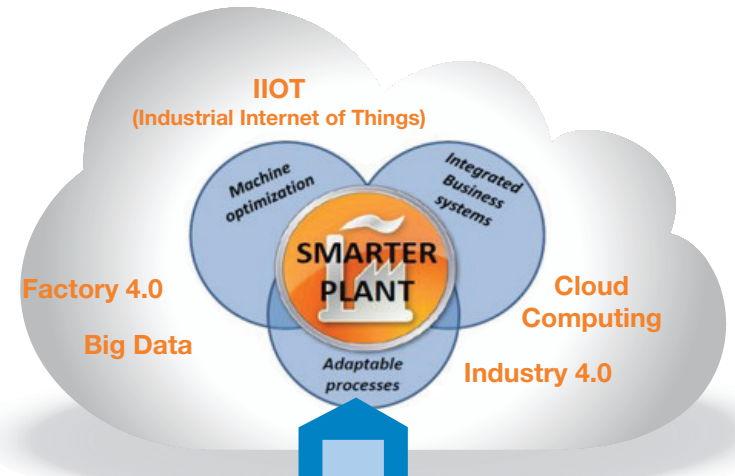 IIOT
(Industrial Internet of Things)
Machine
optimization
Integrated
Business
systems
SMARTER
PLANT
Factory 4.0
Cloud
Computing
Big Data
Adaptable
processes
Industry 4.0